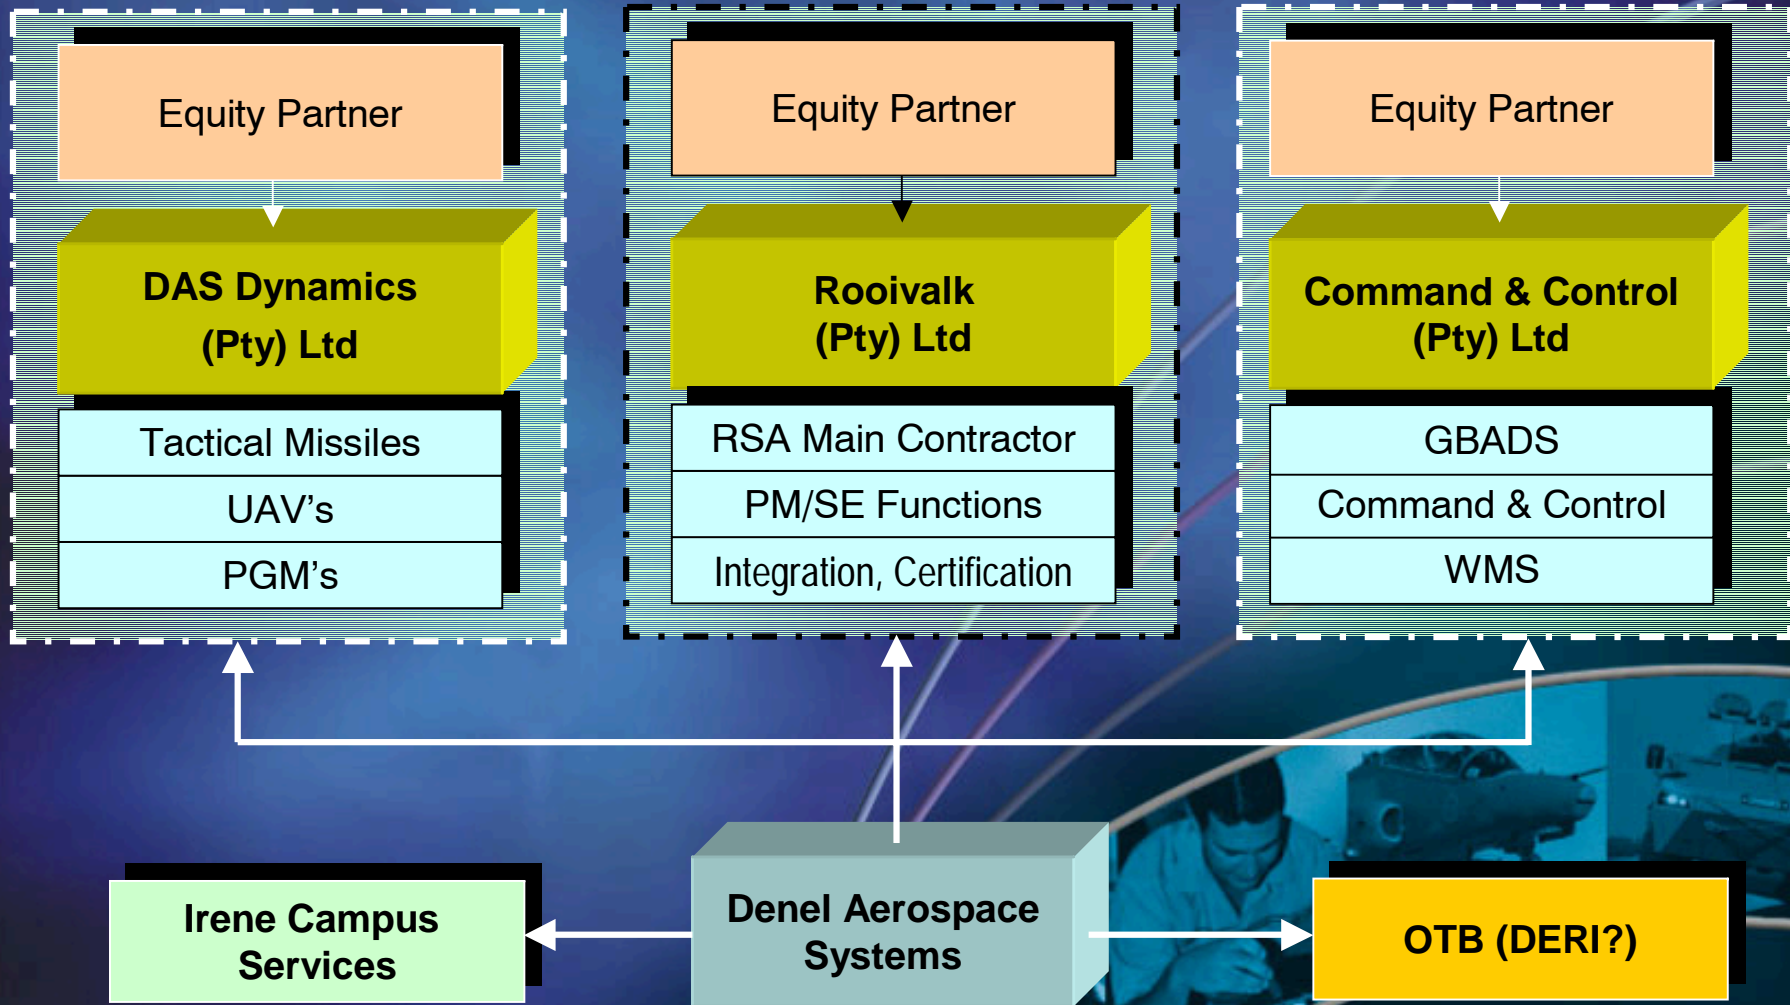 Equity Partner
DAS Dynamics
(Pty) Ltd
Tactical Missiles
UAV's
PGM's
Equity Partner
Rooivalk
(Pty) Ltd
RSA Main Contractor
PM/SE Functions
Integration, Certification
Equity Partner
Command & Control
(Pty) Ltd
GBADS
Command & Control
WMS
Irene Campus
Services
Denel Aerospace
Systems
OTB (DERI?)